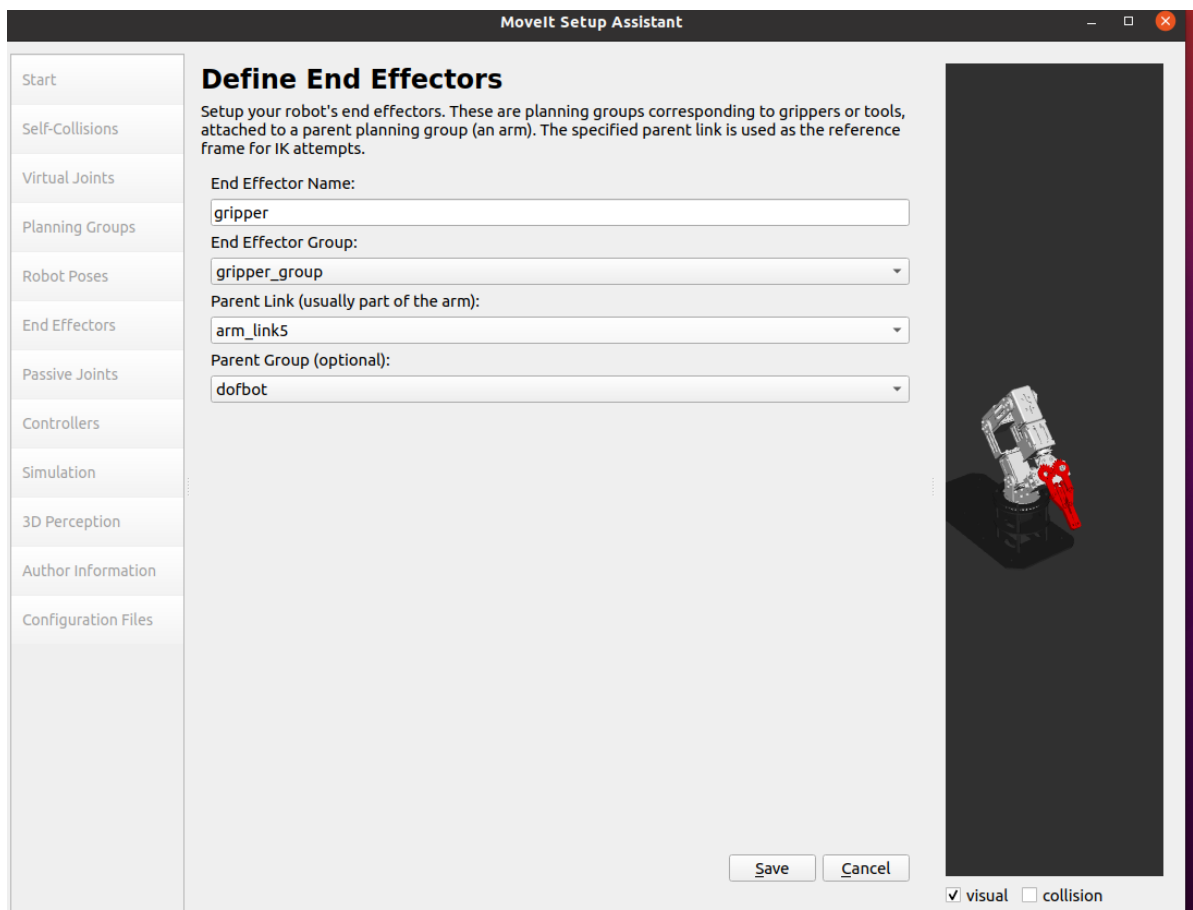 MoveIt Setup Assistant
Start
Self-Collisions
Virtual Joints
Planning Groups
Robot Poses
End Effectors
Passive Joints
Controllers
Simulation
3D Perception
Author Information
Configuration Files
Define End Effectors
Setup your robot's end effectors. These are planning groups corresponding to grippers or tools,
attached to a parent planning group (an arm). The specified parent link is used as the reference
frame for IK attempts.
End Effector Name:
gripper
End Effector Group:
gripper_group
Parent Link (usually part of the arm):
arm_link5
Parent Group (optional):
dofbot
Save
Cancel
visual
collision